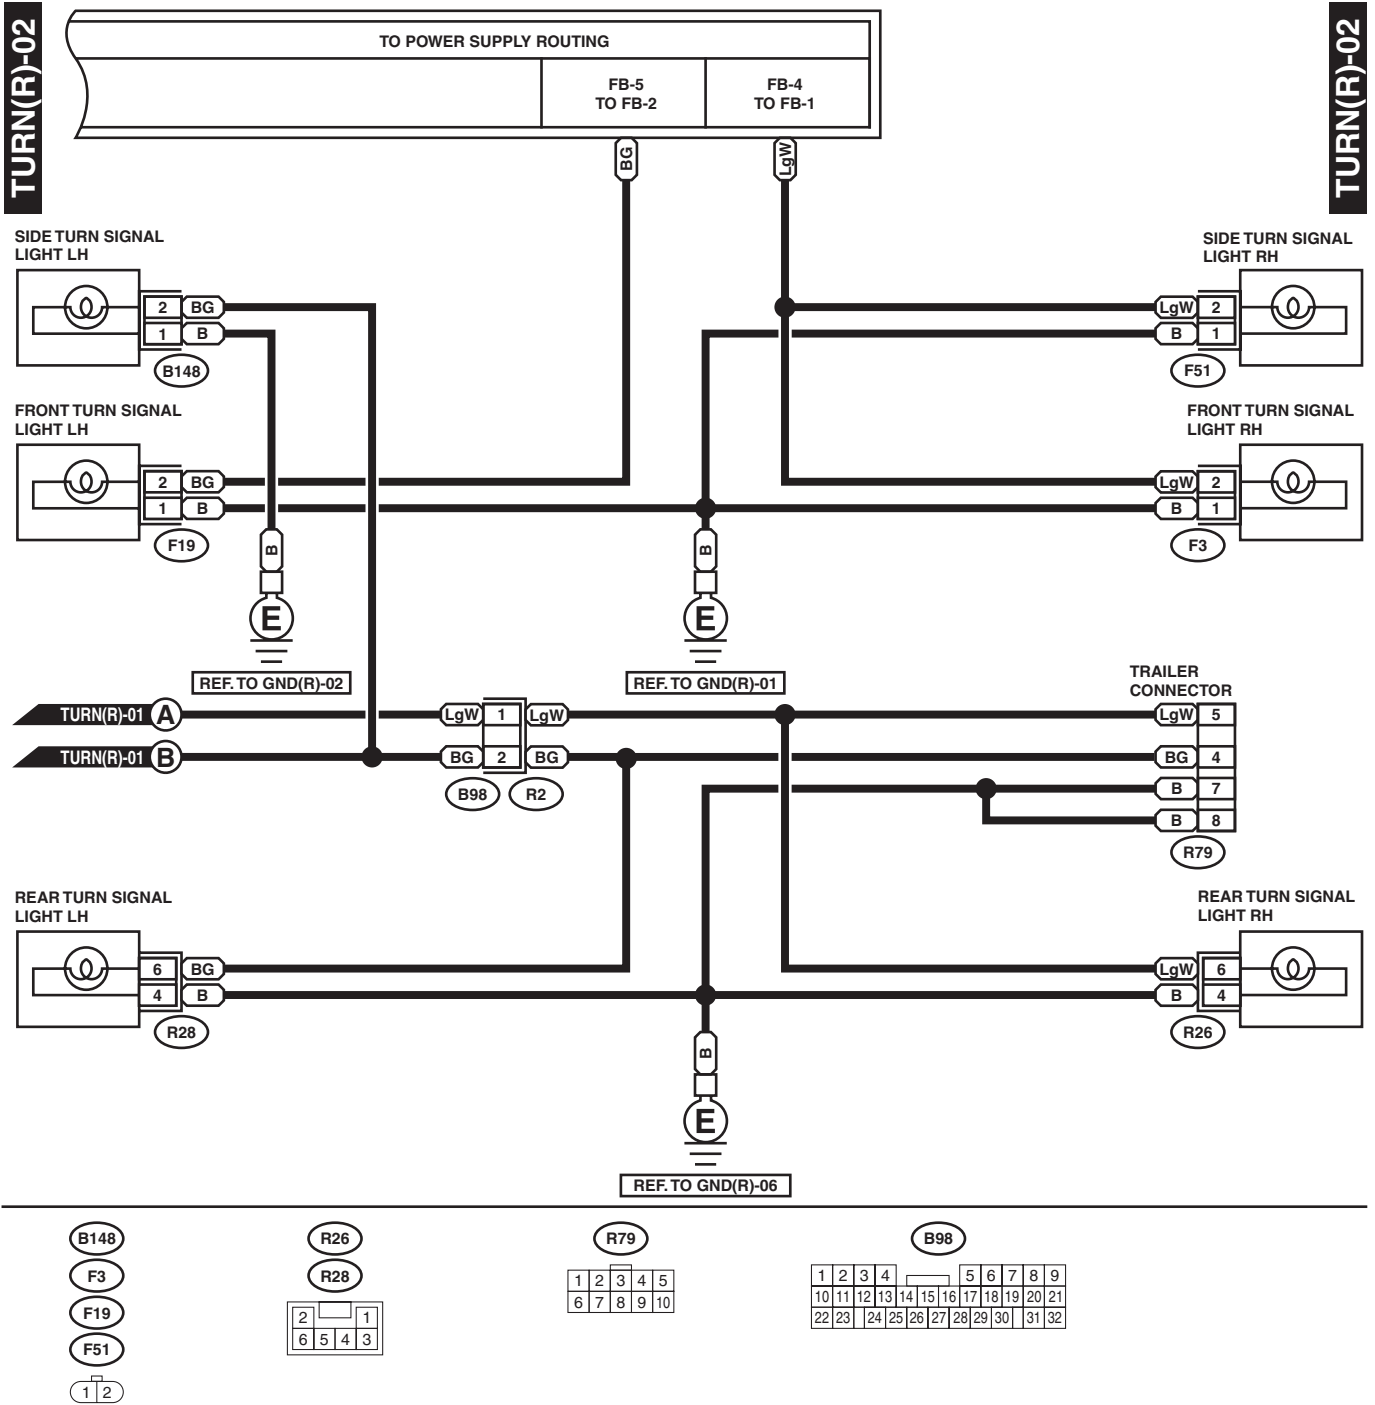 TURN(R)-02
TURN(R)-02
TO POWER SUPPLY ROUTING
FB-5
TO FB-2
FB-4
TO FB-1
BG
LgW
SIDE TURN SIGNAL
LIGHT LH
2 BG
1 B
B148
SIDE TURN SIGNAL
LIGHT RH
LgW 2
B 1
F51
FRONT TURN SIGNAL
LIGHT LH
2 BG
1 B
F19
FRONT TURN SIGNAL
LIGHT RH
LgW 2
B 1
F3
B
E
REF. TO GND(R)-02
B
E
REF. TO GND(R)-01
TURN(R)-01 A
TURN(R)-01 B
LgW 1 LgW
BG 2 BG
B98 R2
TRAILER
CONNECTOR
LgW 5
BG 4
B 7
B 8
R79
REAR TURN SIGNAL
LIGHT LH
6 BG
4 B
R28
REAR TURN SIGNAL
LIGHT RH
LgW 6
B 4
R26
B
E
REF. TO GND(R)-06
B148
F3
F19
F51
1 2
R26
R28
2 1
6 5 4 3
R79
1 2 3 4 5
6 7 8 9 10
B98
1 2 3 4 5 6 7 8 9
10 11 12 13 14 15 16 17 18 19 20 21
22 23 24 25 26 27 28 29 30 31 32